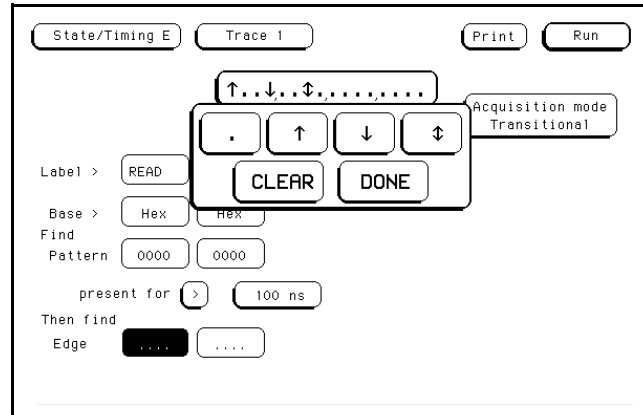 State/Timing E Trace 1 Print Run
↑..↓,..↕.,....,....
Acquisition mode
Transitional
. ↑ ↓ ↕
Label > READ
CLEAR DONE
Base > Hex Hex
Find
Pattern 0000 0000
present for > 100 ns
Then find
Edge .... ....